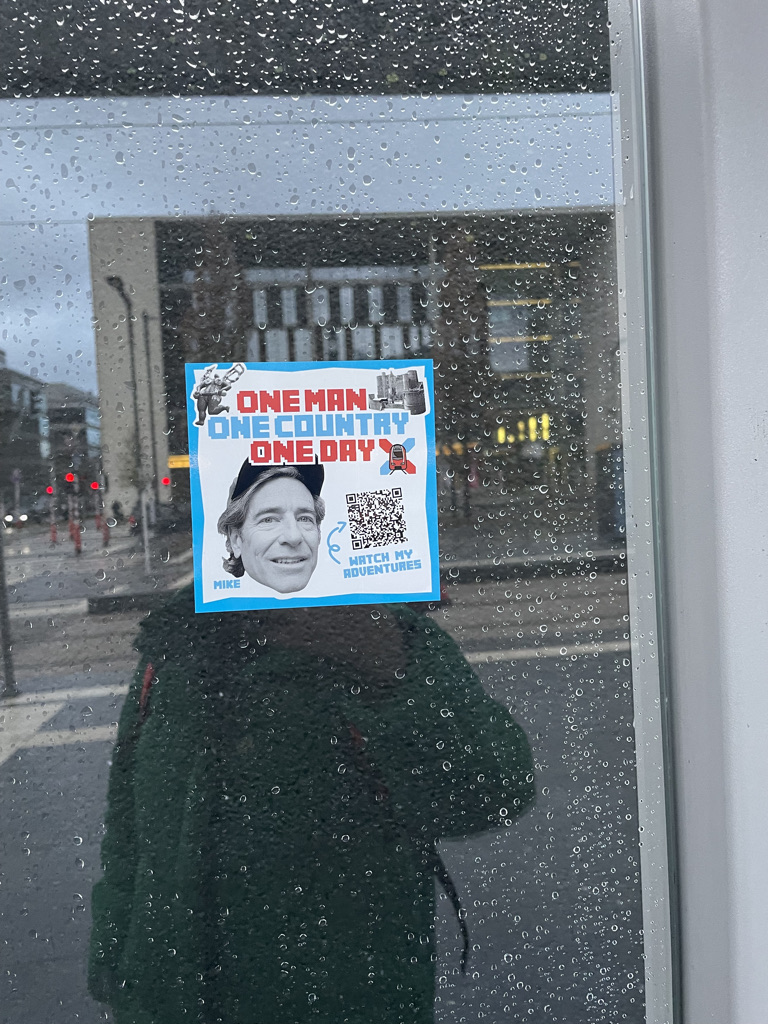 ONE MAN
ONE COUNTRY
ONE DAY
WATCH MY
ADVENTURES
MIKE